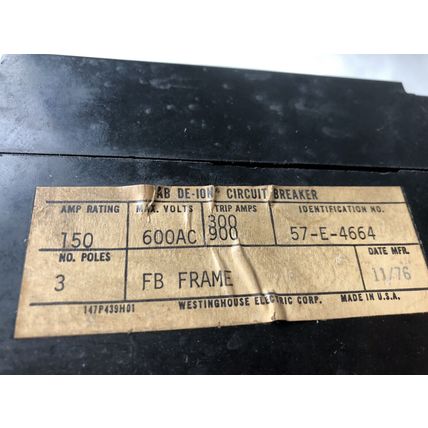 AB DE-ION® CIRCUIT BREAKER
AMP RATING MAX. VOLTS TRIP AMPS IDENTIFICATION NO.
150 600AC 300 900 57-E-4664
NO. POLES DATE MFR.
3 FB FRAME 11/76
147P439H01 WESTINGHOUSE ELECTRIC CORP. MADE IN U.S.A.